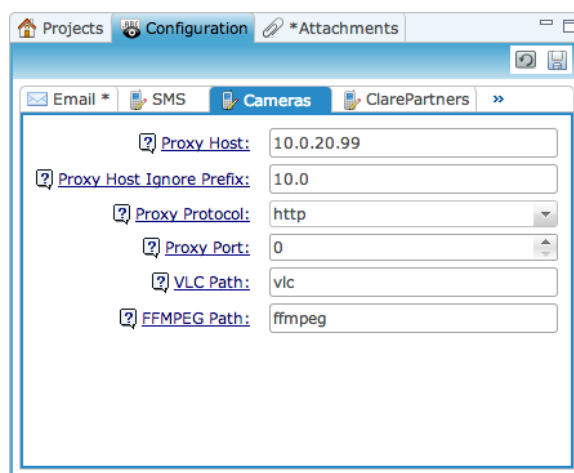 Projects Configuration *Attachments
Email * SMS Cameras ClarePartners »
? Proxy Host: 10.0.20.99
? Proxy Host Ignore Prefix: 10.0
? Proxy Protocol: http
? Proxy Port: 0
? VLC Path: vlc
? FFMPEG Path: ffmpeg